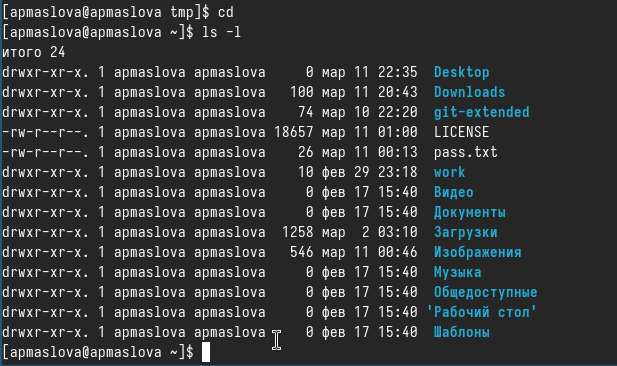 [apmaslova@apmaslova tmp]$ cd
[apmaslova@apmaslova ~]$ ls -l
итого 24
drwxr-xr-x. 1 apmaslova apmaslova     0 мар 11 22:35  Desktop
drwxr-xr-x. 1 apmaslova apmaslova   100 мар 11 20:43  Downloads
drwxr-xr-x. 1 apmaslova apmaslova    74 мар 10 22:20  git-extended
-rw-r--r--. 1 apmaslova apmaslova 18657 мар 11 01:00  LICENSE
-rw-r--r--. 1 apmaslova apmaslova    26 мар 11 00:13  pass.txt
drwxr-xr-x. 1 apmaslova apmaslova    10 фев 29 23:18  work
drwxr-xr-x. 1 apmaslova apmaslova     0 фев 17 15:40  Видео
drwxr-xr-x. 1 apmaslova apmaslova     0 фев 17 15:40  Документы
drwxr-xr-x. 1 apmaslova apmaslova  1258 мар  2 03:10  Загрузки
drwxr-xr-x. 1 apmaslova apmaslova   546 мар 11 00:46  Изображения
drwxr-xr-x. 1 apmaslova apmaslova     0 фев 17 15:40  Музыка
drwxr-xr-x. 1 apmaslova apmaslova     0 фев 17 15:40  Общедоступные
drwxr-xr-x. 1 apmaslova apmaslova     0 фев 17 15:40 'Рабочий стол'
drwxr-xr-x. 1 apmaslova apmaslova     0 фев 17 15:40  Шаблоны
[apmaslova@apmaslova ~]$